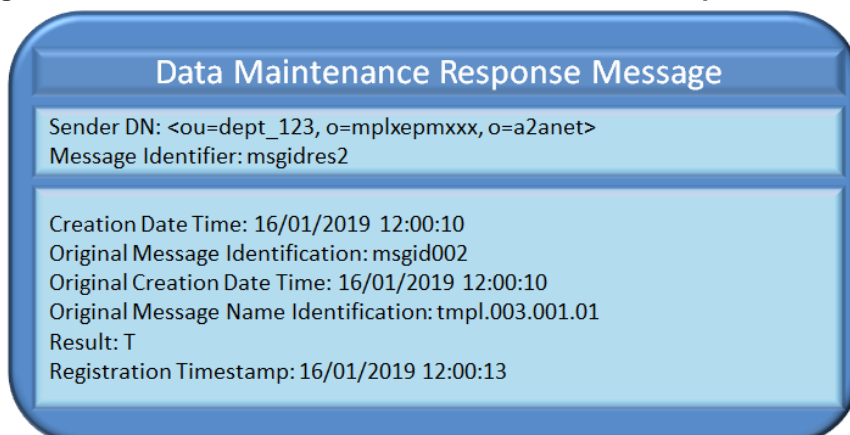 Data Maintenance Response Message
Sender DN: <ou=dept_123, o=mplxepmxxx, o=a2anet>
Message Identifier: msgidres2
Creation Date Time: 16/01/2019 12:00:10
Original Message Identification: msgid002
Original Creation Date Time: 16/01/2019 12:00:10
Original Message Name Identification: tmpl.003.001.01
Result: T
Registration Timestamp: 16/01/2019 12:00:13